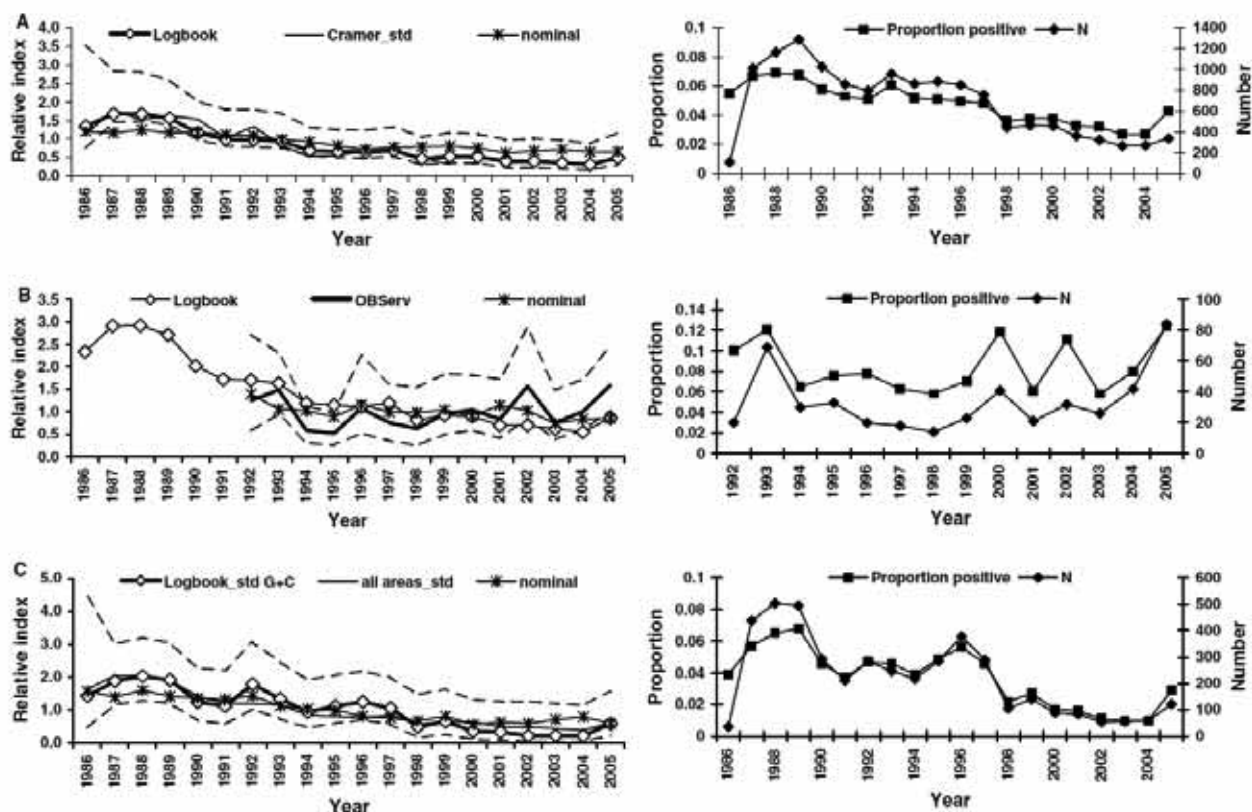 A
Logbook Cramer_std nominal
Relative index
4.0
3.5
3.0
2.5
2.0
1.5
1.0
0.5
0.0
1986 1987 1988 1989 1990 1991 1992 1993 1994 1995 1996 1997 1998 1999 2000 2001 2002 2003 2004 2005
Year
Proportion positive N
Proportion
0.1
0.08
0.06
0.04
0.02
0
Number
1400
1200
1000
800
600
400
200
0
1986 1988 1990 1992 1994 1996 1998 2000 2002 2004
Year
B
Logbook OBServ nominal
Relative index
3.5
3.0
2.5
2.0
1.5
1.0
0.5
0.0
1986 1987 1988 1989 1990 1991 1992 1993 1994 1995 1996 1997 1998 1999 2000 2001 2002 2003 2004 2005
Year
Proportion positive N
Proportion
0.14
0.12
0.1
0.08
0.06
0.04
0.02
0
Number
100
80
60
40
20
0
1992 1993 1994 1995 1996 1997 1998 1999 2000 2001 2002 2003 2004 2005
Year
C
Logbook_std G+C all areas_std nominal
Relative index
5.0
4.0
3.0
2.0
1.0
0.0
1986 1987 1988 1989 1990 1991 1992 1993 1994 1995 1996 1997 1998 1999 2000 2001 2002 2003 2004 2005
Year
Proportion positive N
Proportion
0.1
0.08
0.06
0.04
0.02
0
Number
600
500
400
300
200
100
0
1986 1988 1990 1992 1994 1996 1998 2000 2002 2004
Year